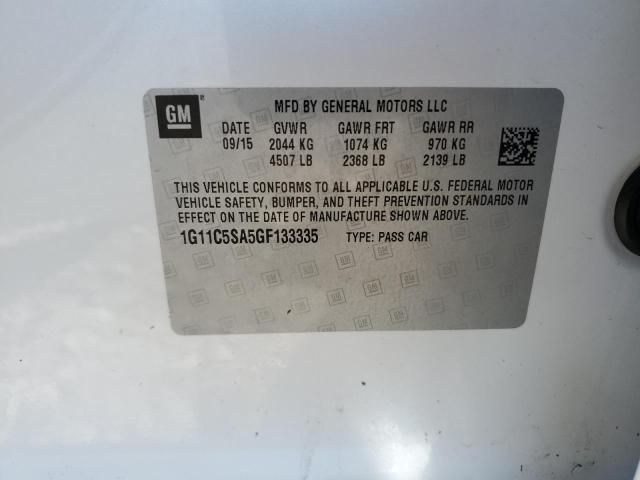 GM
MFD BY GENERAL MOTORS LLC
DATE GVWR GAWR FRT GAWR RR
09/15 2044 KG 1074 KG 970 KG
4507 LB 2368 LB 2139 LB
THIS VEHICLE CONFORMS TO ALL APPLICABLE U.S. FEDERAL MOTOR
VEHICLE SAFETY, BUMPER, AND THEFT PREVENTION STANDARDS IN
EFFECT ON THE DATE OF MANUFACTURE SHOWN ABOVE.
1G11C5SA5GF133335 TYPE: PASS CAR